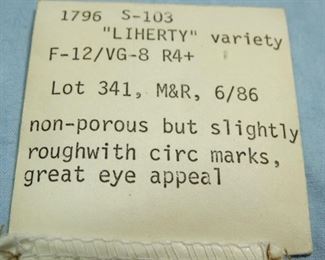 1796 S-103
"LIHERTY" variety
F-12/VG-8 R4+
Lot 341, M&R, 6/86
non-porous but slightly
roughwith circ marks,
great eye appeal